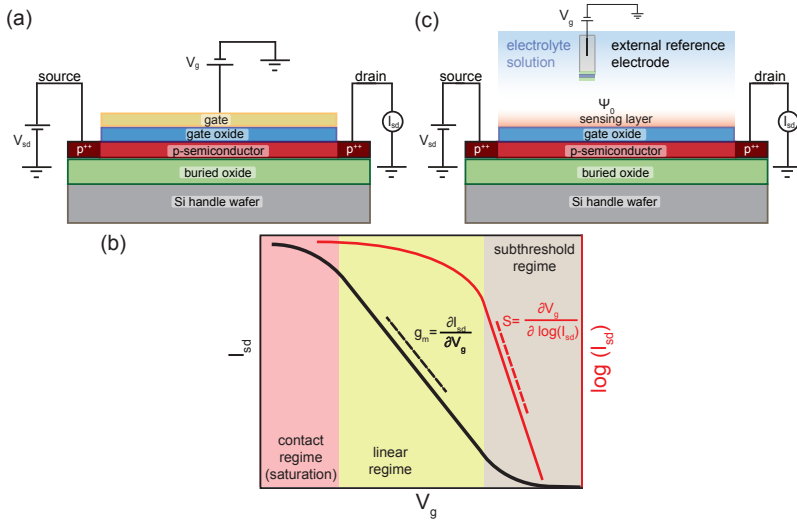 (a)
V_g
source
drain
V_sd
I_sd
gate
gate oxide
p++
p-semiconductor
p++
buried oxide
Si handle wafer
(c)
V_g
electrolyte
solution
external reference
electrode
source
drain
Ψ_0
sensing layer
V_sd
I_sd
gate oxide
p++
p-semiconductor
p++
buried oxide
Si handle wafer
(b)
subthreshold
regime
g_m = ∂I_sd / ∂V_g
S= ∂V_g / ∂ log(I_sd)
I_sd
log (I_sd)
contact
regime
(saturation)
linear
regime
V_g